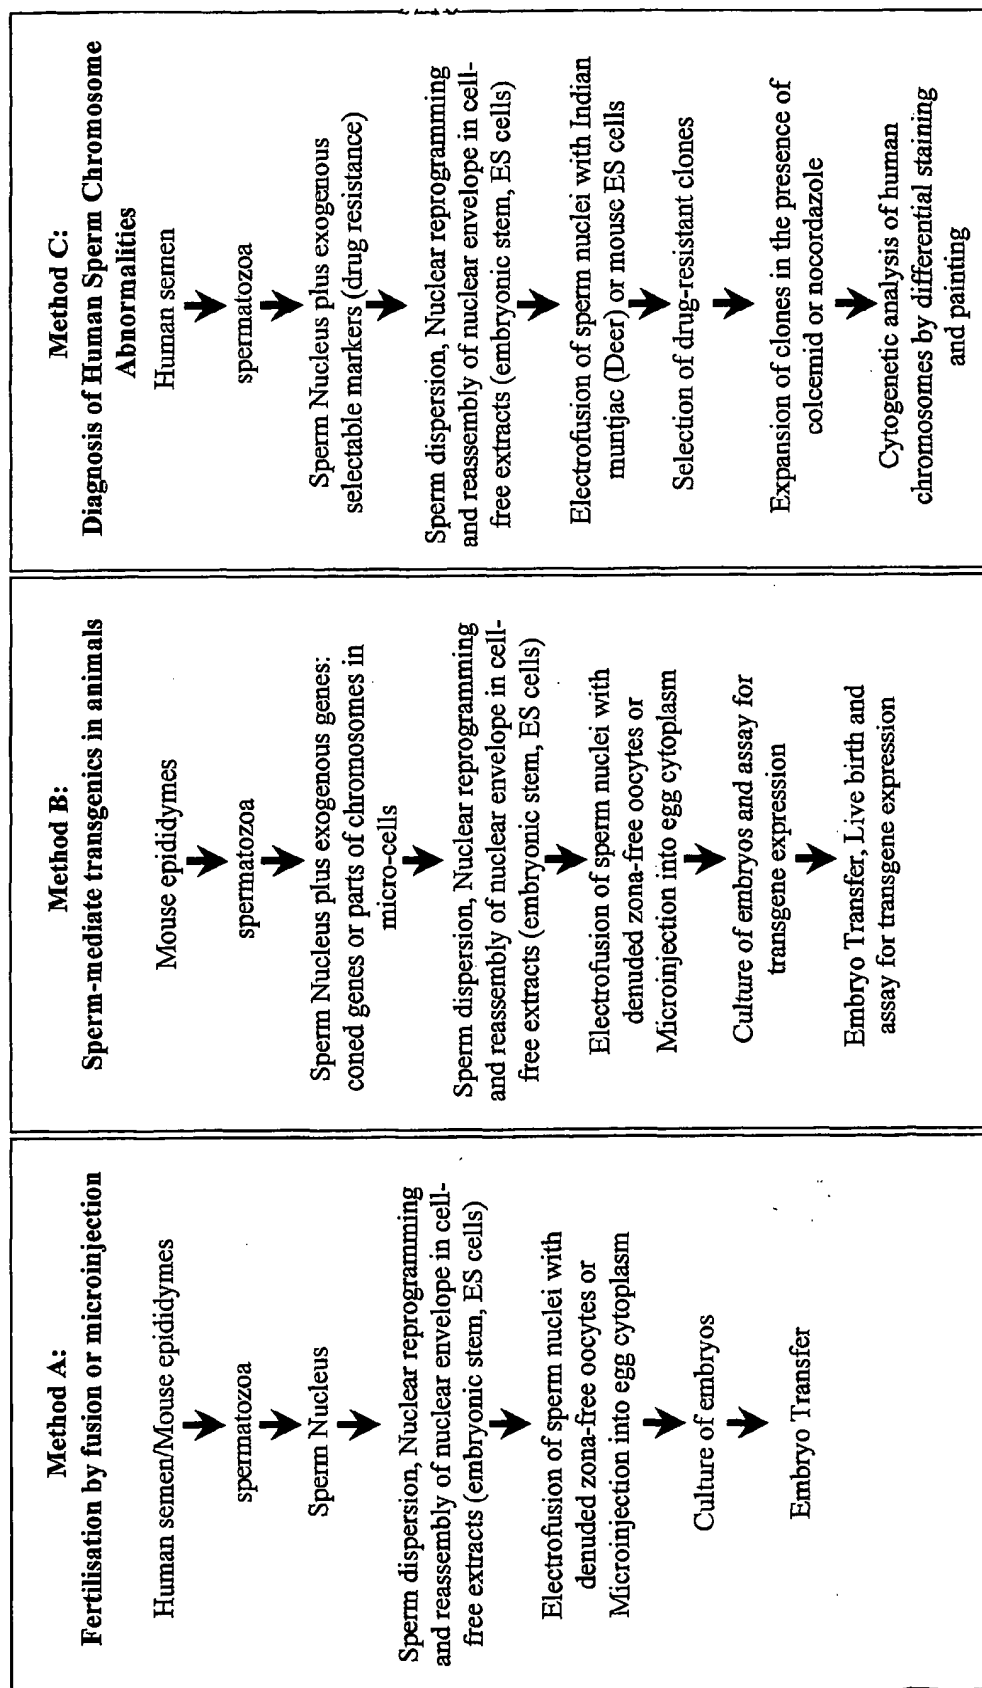 Method A:
Fertilisation by fusion or microinjection
Human semen/Mouse epididymes
spermatozoa
Sperm Nucleus
Sperm dispersion, Nuclear reprogramming
and reassembly of nuclear envelope in cell-
free extracts (embryonic stem, ES cells)
Electrofusion of sperm nuclei with
denuded zona-free oocytes or
Microinjection into egg cytoplasm
Culture of embryos
Embryo Transfer
Method B:
Sperm-mediate transgenics in animals
Mouse epididymes
spermatozoa
Sperm Nucleus plus exogenous genes:
coned genes or parts of chromosomes in
micro-cells
Sperm dispersion, Nuclear reprogramming
and reassembly of nuclear envelope in cell-
free extracts (embryonic stem, ES cells)
Electrofusion of sperm nuclei with
denuded zona-free oocytes or
Microinjection into egg cytoplasm
Culture of embryos and assay for
transgene expression
Embryo Transfer, Live birth and
assay for transgene expression
Method C:
Diagnosis of Human Sperm Chromosome
Abnormalities
Human semen
spermatozoa
Sperm Nucleus plus exogenous
selectable markers (drug resistance)
Sperm dispersion, Nuclear reprogramming
and reassembly of nuclear envelope in cell-
free extracts (embryonic stem, ES cells)
Electrofusion of sperm nuclei with Indian
muntjac (Deer) or mouse ES cells
Selection of drug-resistant clones
Expansion of clones in the presence of
colcemid or nocordazole
Cytogenetic analysis of human
chromosomes by differential staining
and painting